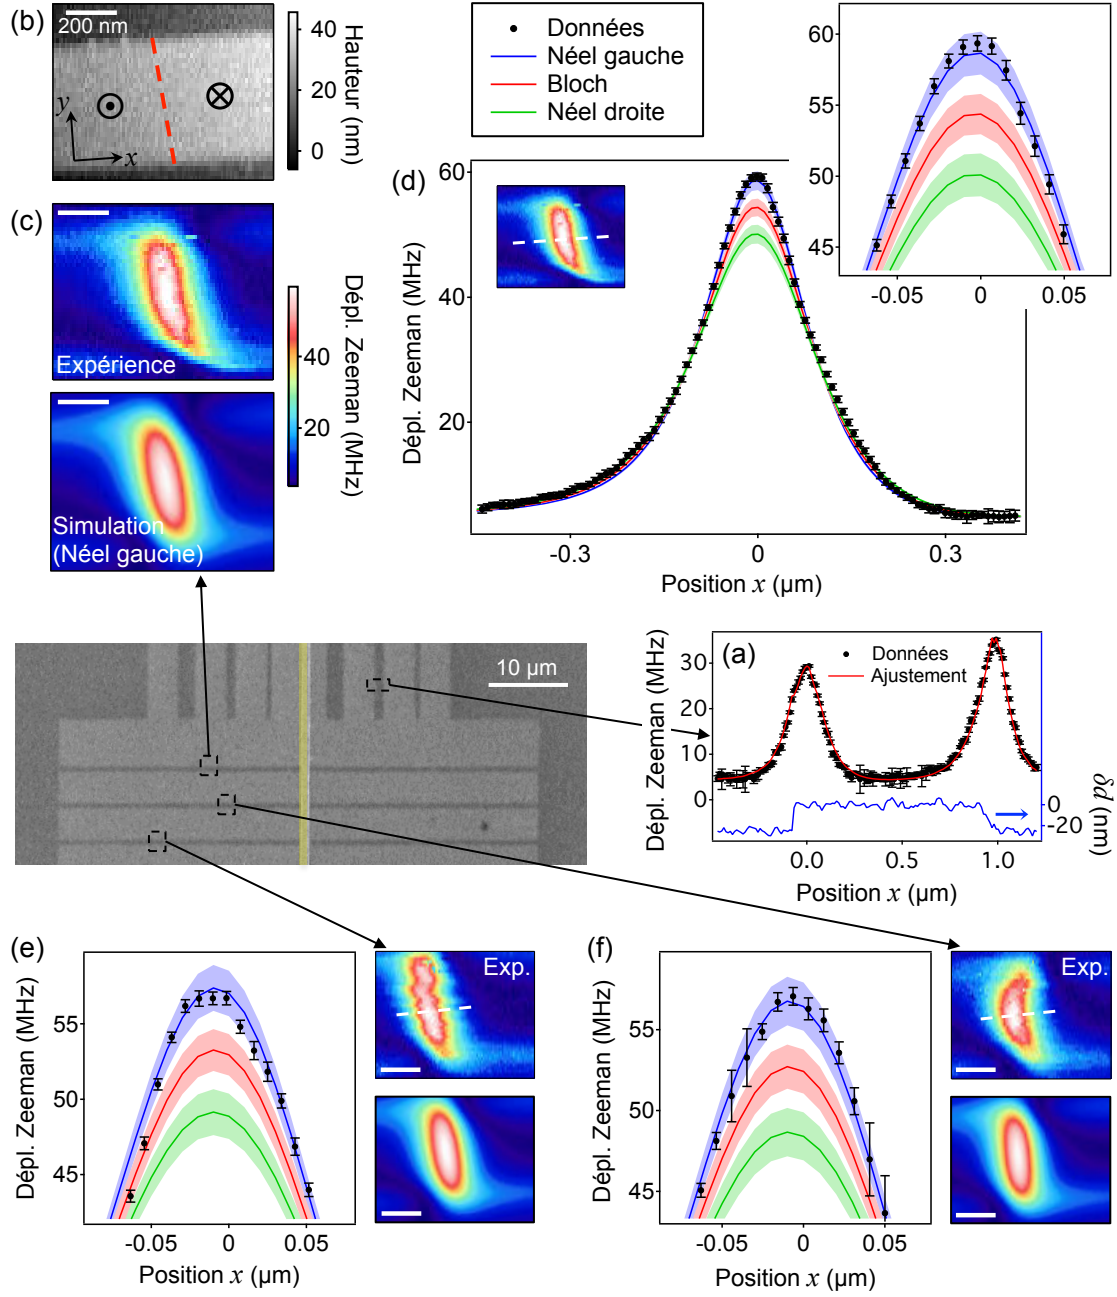 (b)
200 nm
y
x
Hauteur (nm)
40
20
0
Données
Néel gauche
Bloch
Néel droite
60
55
50
45
-0.05
0
0.05
(c)
Expérience
Simulation
(Néel gauche)
Dépl. Zeeman (MHz)
40
20
(d)
Dépl. Zeeman (MHz)
60
40
20
-0.3
0
0.3
Position x (µm)
10 µm
(a)
Données
Ajustement
Dépl. Zeeman (MHz)
30
20
10
0
0
-20
δd (nm)
0.0
0.5
1.0
Position x (µm)
(e)
Dépl. Zeeman (MHz)
55
50
45
-0.05
0
0.05
Position x (µm)
Exp.
(f)
Dépl. Zeeman (MHz)
55
50
45
-0.05
0
0.05
Position x (µm)
Exp.